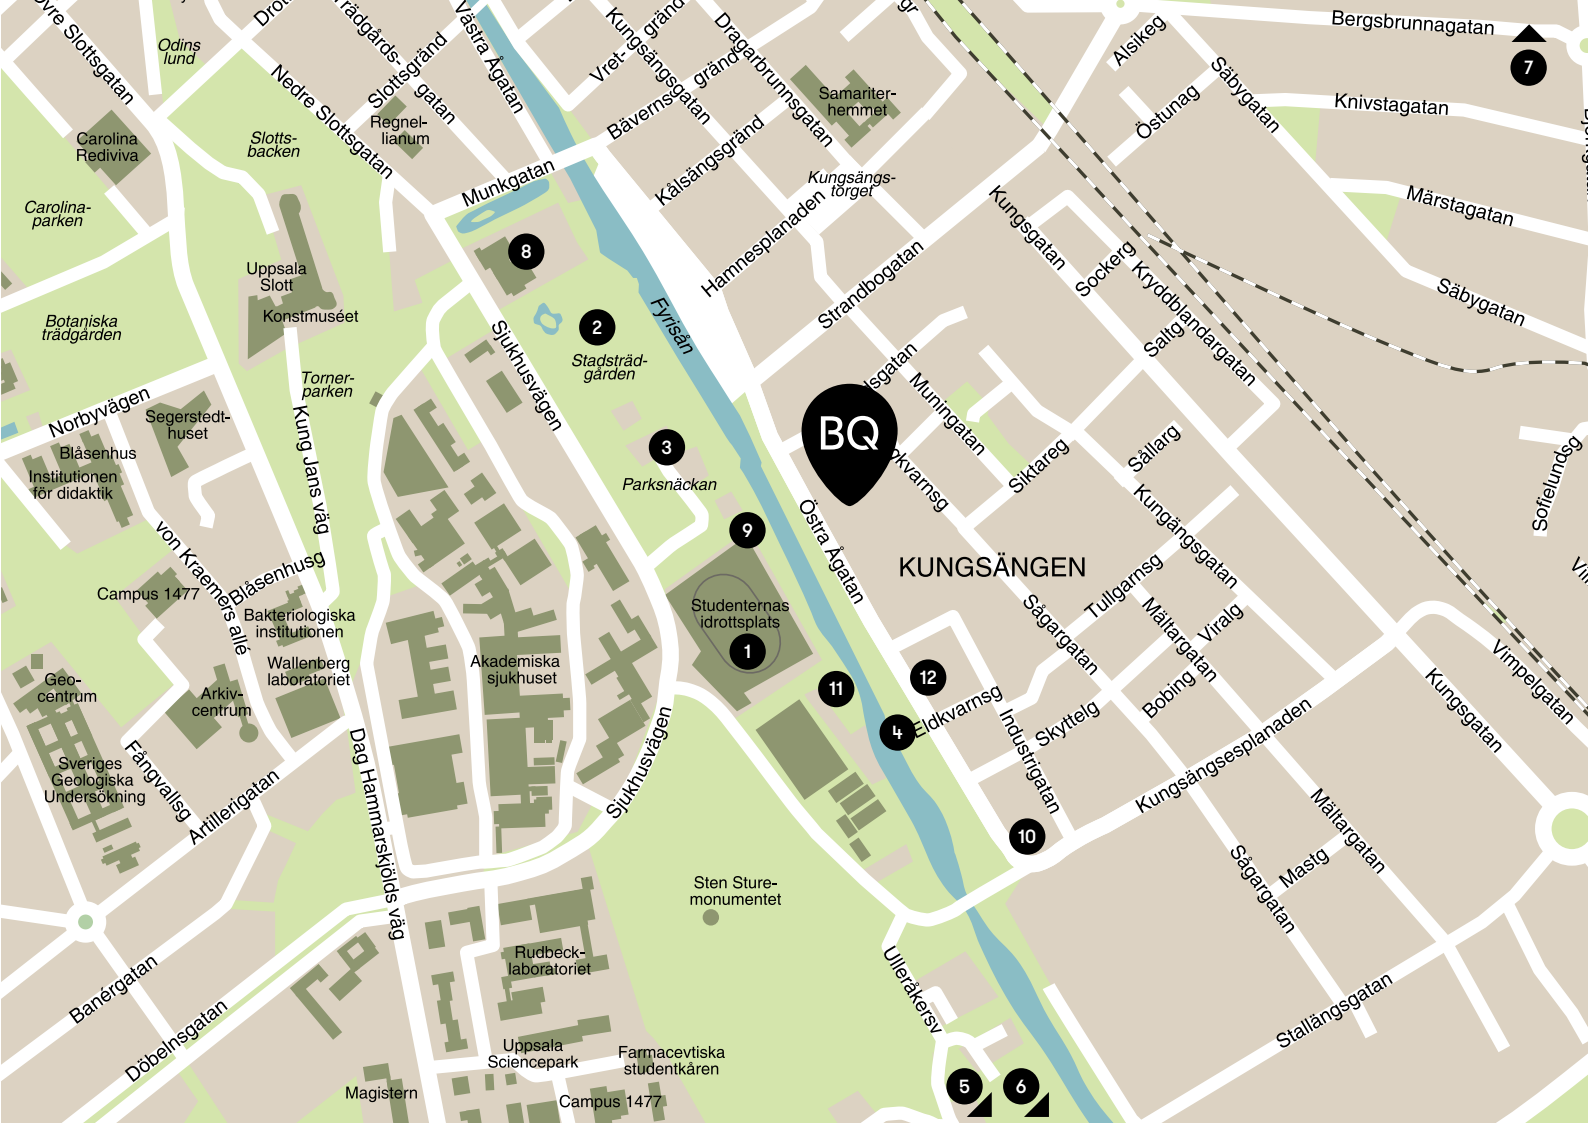 Övre Slottsgatan
Odins
lund
Nedre Slottsgatan
Slottsgränd
Västra Ågatan
Vret-
gränd
Kungsängsgatan
Bäverns
gränd
Dragarbrunnsgatan
Samariter-
hemmet
Alsikeg
Bergsbrunnagatan
7
Säbygatan
Östunag
Knivstagatan
Märstagatan
Säbygatan
Carolina
Rediviva
Slotts-
backen
Regnel-
lianum
Munkgatan
Kålsängsgränd
Kungsängs-
torget
Hamnesplanaden
Strandbogatan
Kungsgatan
Sockerg
Kryddblandargatan
Saltg
Carolina-
parken
Uppsala
Slott
Konstmuséet
8
2
Stadsträd-
gården
Fyrisån
Sjukhusvägen
Botaniska
trädgården
Torner-
parken
Norbyvägen
Segerstedt-
huset
Kung Jans väg
Blåsenhus
Institutionen
för didaktik
3
Parksnäckan
BQ
Muningatan
Siktareg
Sållarg
Kungängsgatan
Sofielundsg
9
Östra Ågatan
KUNGSÄNGEN
von Kraemers allé
Blåsenhusg
Campus 1477
Bakteriologiska
institutionen
Wallenberg
laboratoriet
Studenternas
idrottsplats
1
Akademiska
sjukhuset
Sågargatan
Tullgarnsg
Mältargatan
Viralg
Bobing
Vimpelgatan
Kungsgatan
Geo-
centrum
Arkiv-
centrum
11
12
4
Eldkvarnsg
Industrigatan
Skyttelg
Kungsängsesplanaden
Sveriges
Geologiska
Undersökning
Fångvallsg
Artillerigatan
Dag Hammarskjölds väg
Sjukhusvägen
10
Mältargatan
Mastg
Sågargatan
Sten Sture-
monumentet
Rudbeck-
laboratoriet
Ulleråkersv
Banérgatan
Döbelnsgatan
Stallängsgatan
Uppsala
Sciencepark
Farmacevtiska
studentkåren
Magistern
Campus 1477
5
6